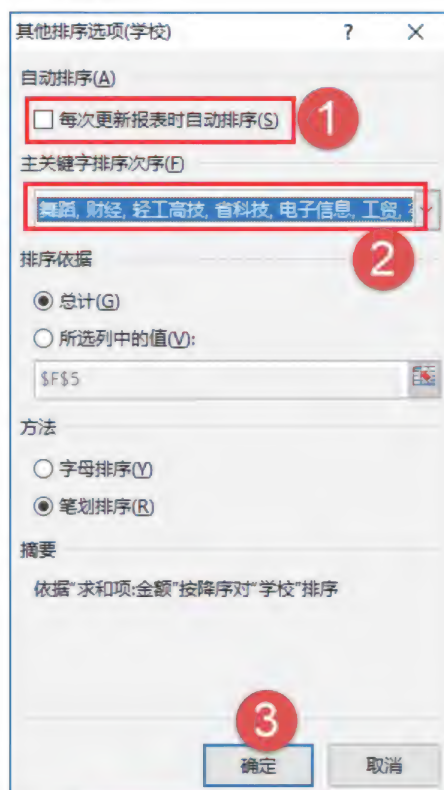 其他排序选项(学校) ? ×
自动排序(A)
每次更新报表时自动排序(S)
1
主关键字排序次序(F)
舞蹈, 财经, 轻工高技, 省科技, 电子信息, 工贸,
2
排序依据
总计(G)
所选列中的值(V):
$F$5
方法
字母排序(Y)
笔划排序(R)
摘要
依据"求和项:金额"按降序对"学校"排序
3
确定 取消